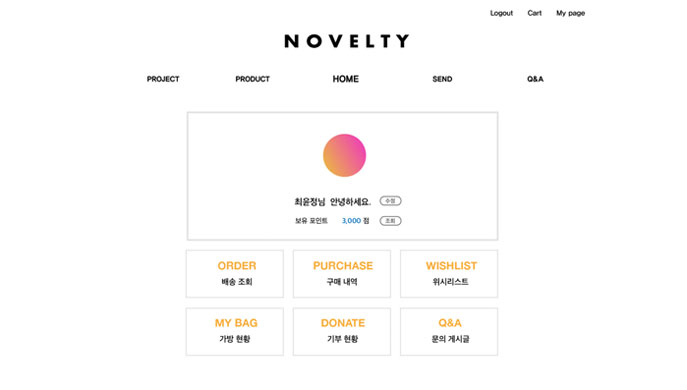 Logout Cart My page
NOVELTY
PROJECT PRODUCT HOME SEND Q&A
최윤정님 안녕하세요. 수정
보유 포인트 3,000 점 조회
ORDER PURCHASE WISHLIST
배송 조회 구매 내역 위시리스트
MY BAG DONATE Q&A
가방 현황 기부 현황 문의 게시글